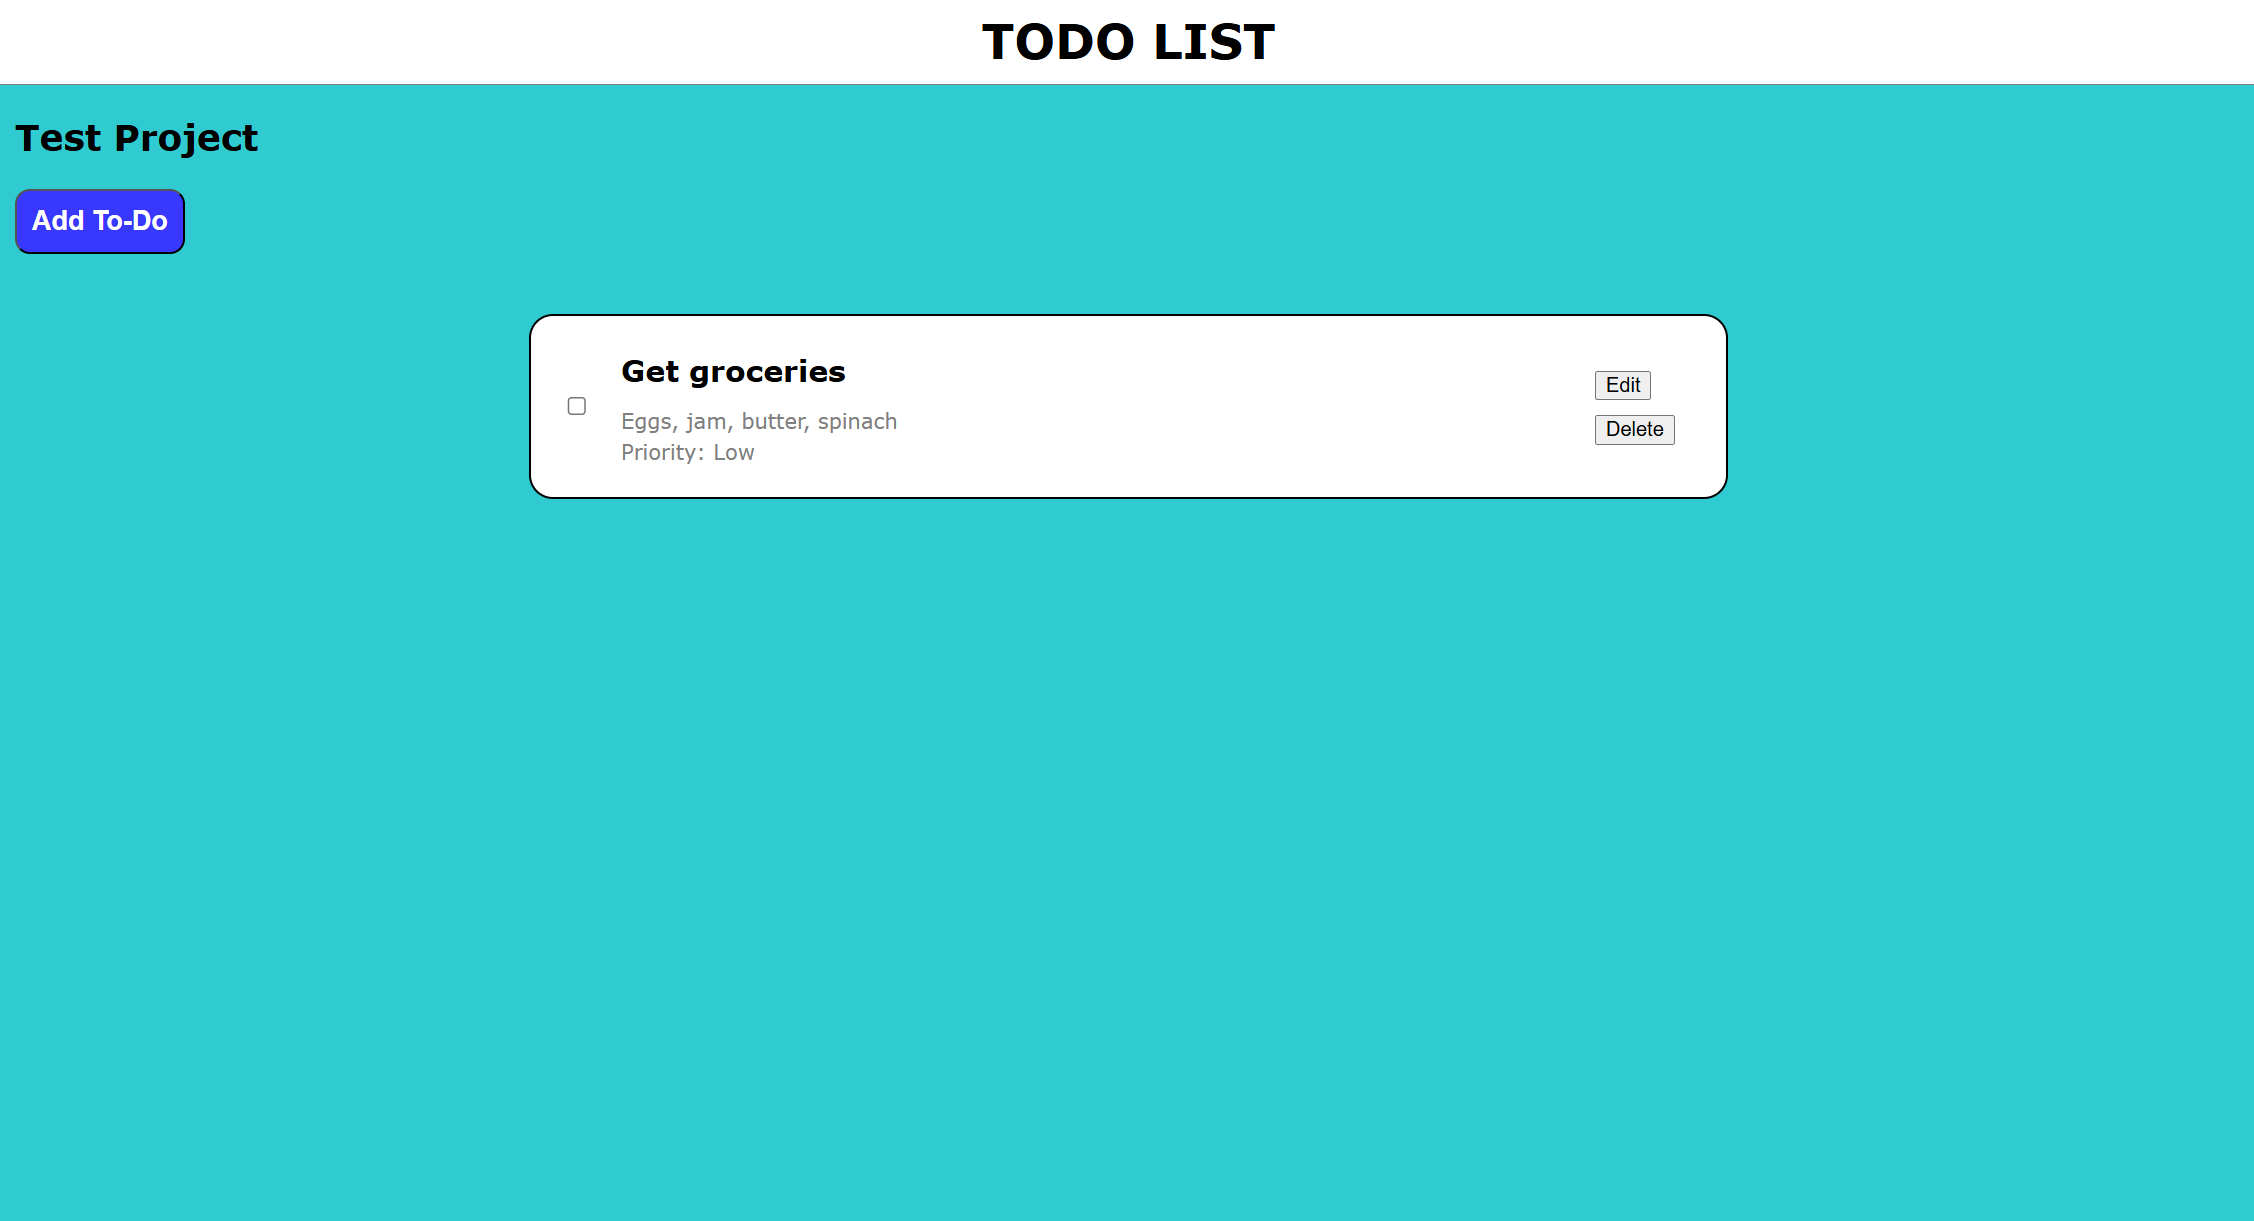 TODO LIST
Test Project
Add To-Do
Get groceries
Eggs, jam, butter, spinach
Priority: Low
Edit
Delete